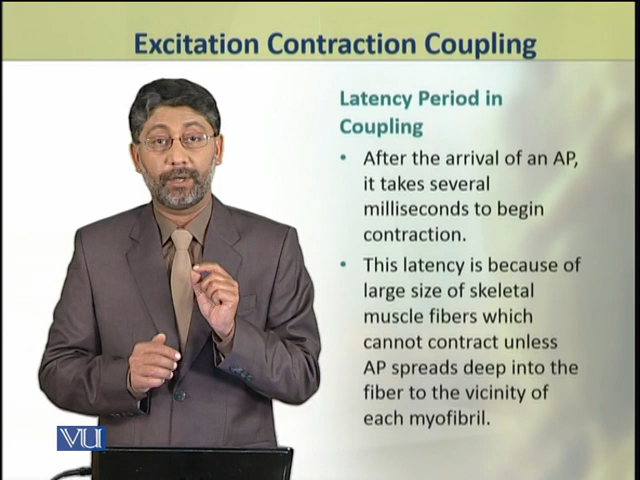 Excitation Contraction Coupling
Latency Period in
Coupling
• After the arrival of an AP,
it takes several
milliseconds to begin
contraction.
• This latency is because of
large size of skeletal
muscle fibers which
cannot contract unless
AP spreads deep into the
fiber to the vicinity of
each myofibril.
VU